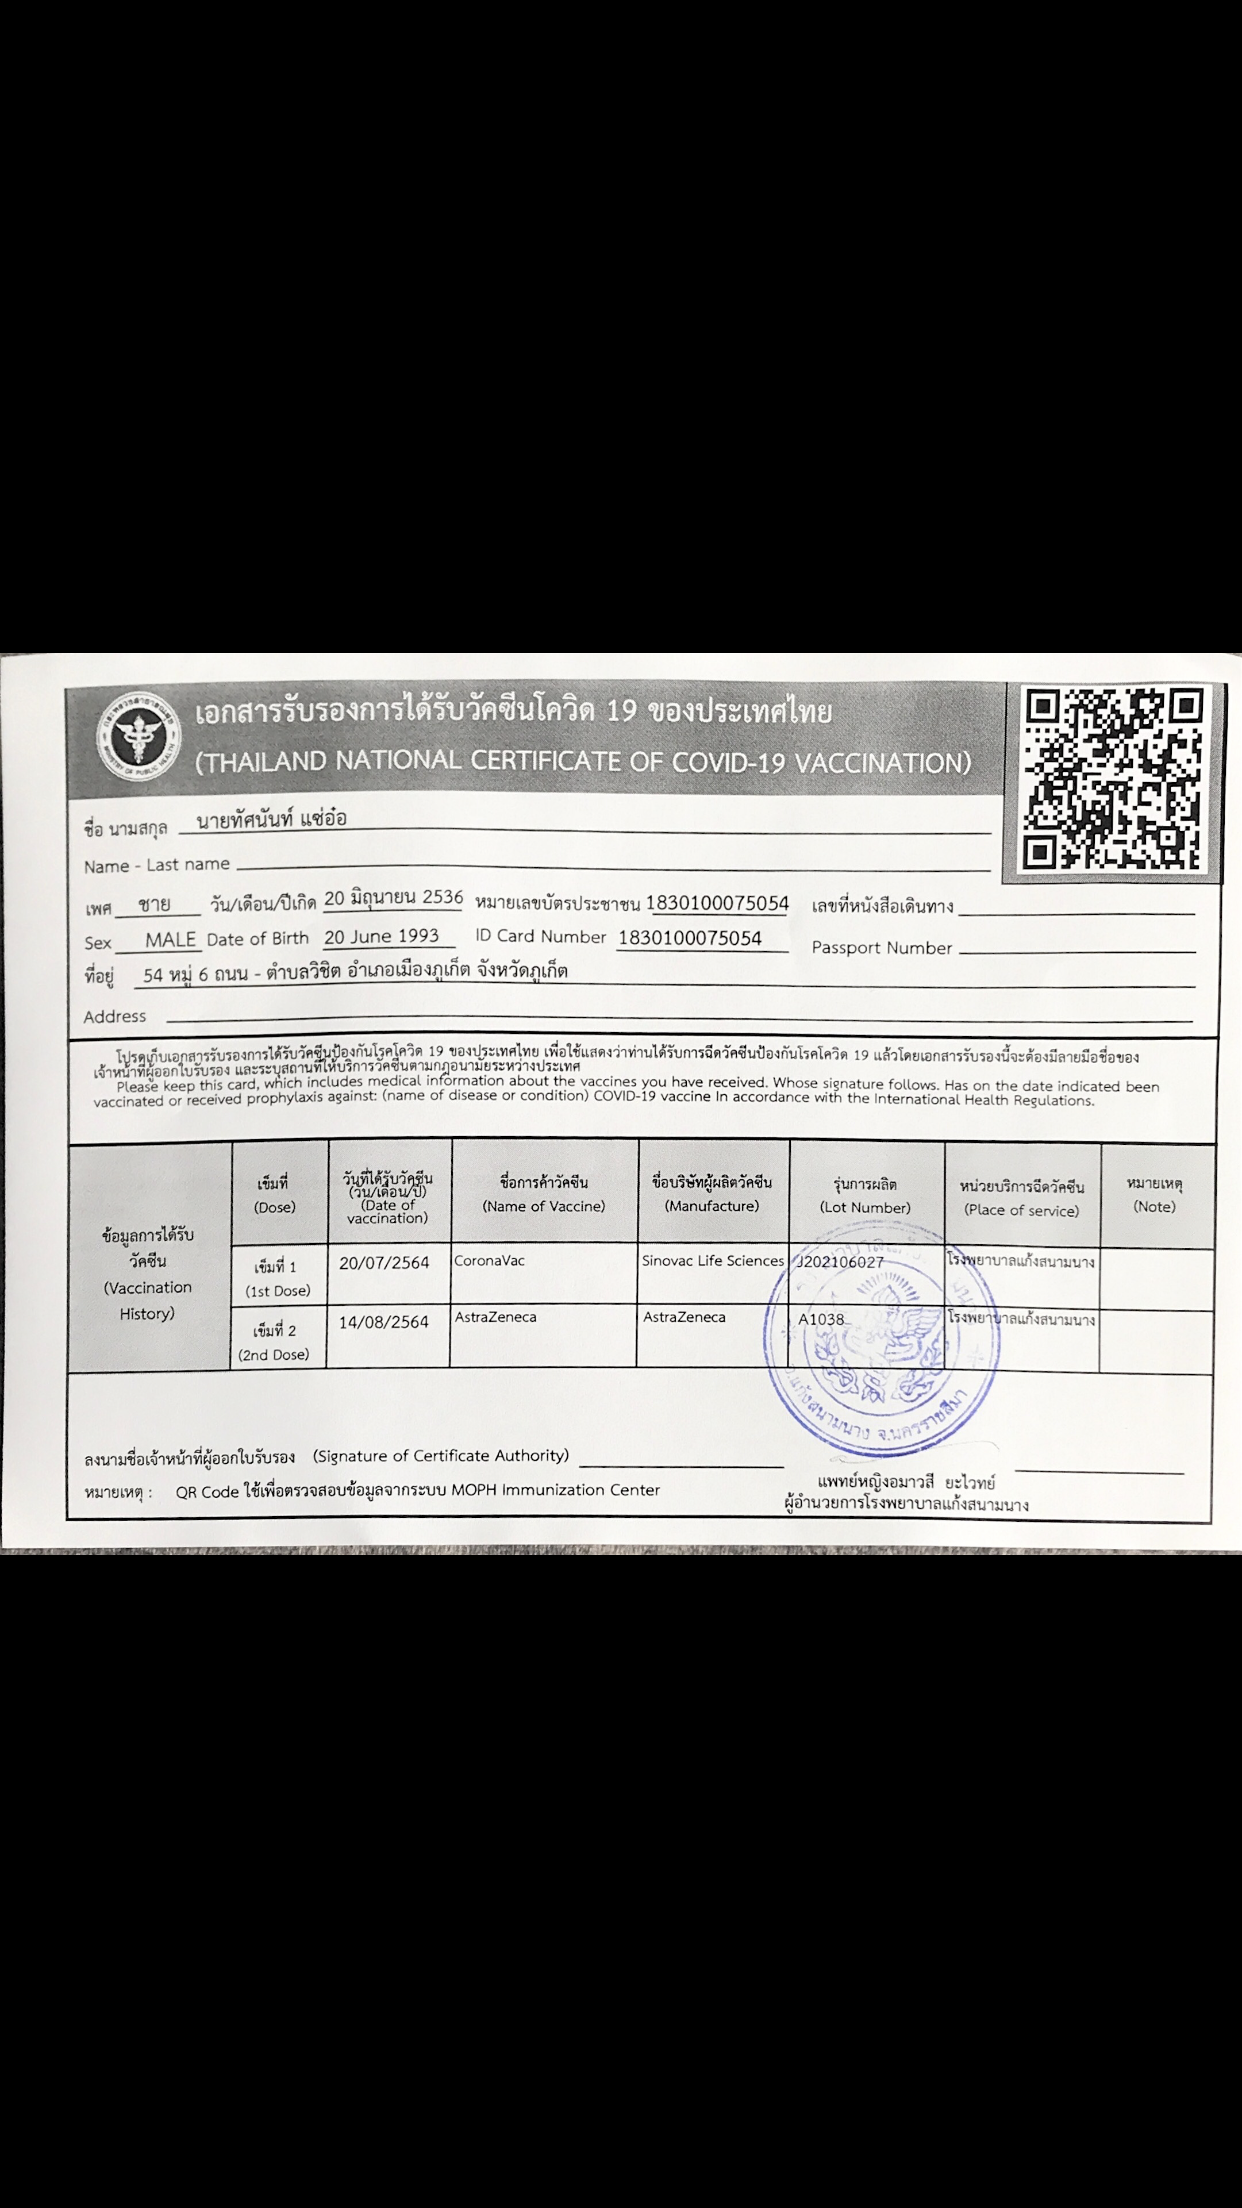 เอกสารรับรองการได้รับวัคซีนโควิด 19 ของประเทศไทย
(THAILAND NATIONAL CERTIFICATE OF COVID-19 VACCINATION)
MINISTRY OF PUBLIC HEALTH
ชื่อ นามสกุล นายทัศนันท์ แซ่อ๋อ
Name - Last name
เพศ ชาย วัน/เดือน/ปีเกิด 20 มิถุนายน 2536 หมายเลขบัตรประชาชน 1830100075054 เลขที่หนังสือเดินทาง
Sex MALE Date of Birth 20 June 1993 ID Card Number 1830100075054 Passport Number
ที่อยู่ 54 หมู่ 6 ถนน - ตำบลวิชิต อำเภอเมืองภูเก็ต จังหวัดภูเก็ต
Address
โปรดเก็บเอกสารรับรองการได้รับวัคซีนป้องกันโรคโควิด 19 ของประเทศไทย เพื่อใช้แสดงว่าท่านได้รับการฉีดวัคซีนป้องกันโรคโควิด 19 แล้วโดยเอกสารรับรองนี้จะต้องมีลายมือชื่อของ
เจ้าหน้าที่ผู้ออกใบรับรอง และระบุสถานที่ให้บริการวัคซีนตามกฎอนามัยระหว่างประเทศ
Please keep this card, which includes medical information about the vaccines you have received. Whose signature follows. Has on the date indicated been
vaccinated or received prophylaxis against: (name of disease or condition) COVID-19 vaccine In accordance with the International Health Regulations.
ข้อมูลการได้รับ
วัคซีน
(Vaccination
History)
เข็มที่
(Dose)
วันที่ได้รับวัคซีน
(วัน/เดือน/ปี)
(Date of
vaccination)
ชื่อการค้าวัคซีน
(Name of Vaccine)
ชื่อบริษัทผู้ผลิตวัคซีน
(Manufacture)
รุ่นการผลิต
(Lot Number)
หน่วยบริการฉีดวัคซีน
(Place of service)
หมายเหตุ
(Note)
เข็มที่ 1
(1st Dose)
20/07/2564 CoronaVac Sinovac Life Sciences J202106027 โรงพยาบาลแก้งสนามนาง
เข็มที่ 2
(2nd Dose)
14/08/2564 AstraZeneca AstraZeneca A1038 โรงพยาบาลแก้งสนามนาง
อ.แก้งสนามนาง จ.นครราชสีมา
ลงนามชื่อเจ้าหน้าที่ผู้ออกใบรับรอง (Signature of Certificate Authority)
หมายเหตุ : QR Code ใช้เพื่อตรวจสอบข้อมูลจากระบบ MOPH Immunization Center
แพทย์หญิงอมาวสี ยะไวทย์
ผู้อำนวยการโรงพยาบาลแก้งสนามนาง